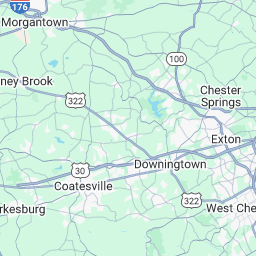 176
Morgantown
100
ney Brook
Chester
Springs
322
Exton
30
Downingtown
Coatesville
322
rkesburg
West Che